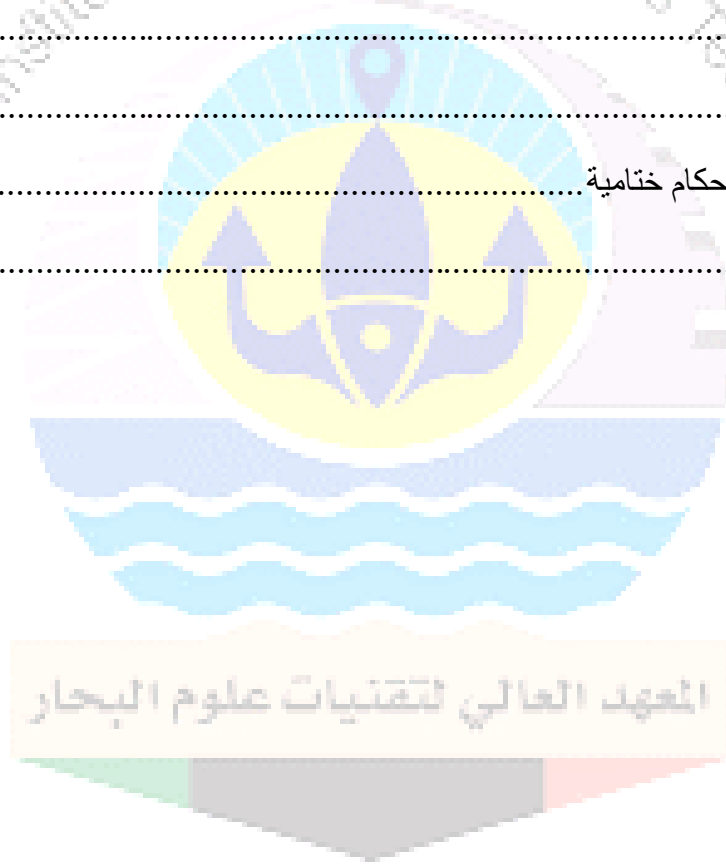 حكام ختامية
المعهد العالي لتقنيات علوم البحار